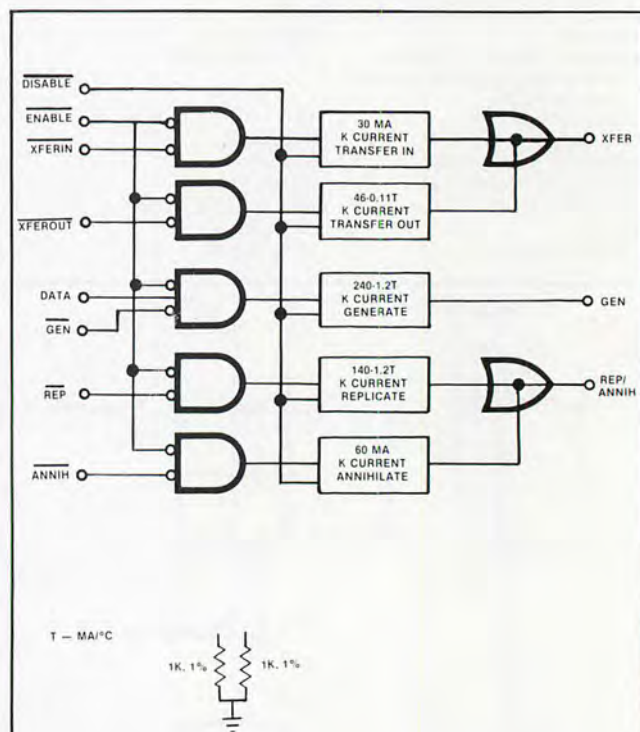 DISABLE
ENABLE
XFERIN
XFEROUT
DATA
GEN
REP
ANNIH
30 MA
K CURRENT
TRANSFER IN
46-0.11T
K CURRENT
TRANSFER OUT
240-1.2T
K CURRENT
GENERATE
140-1.2T
K CURRENT
REPLICATE
60 MA
K CURRENT
ANNIHILATE
XFER
GEN
REP/
ANNIH
T — MA/°C
1K. 1%
1K. 1%